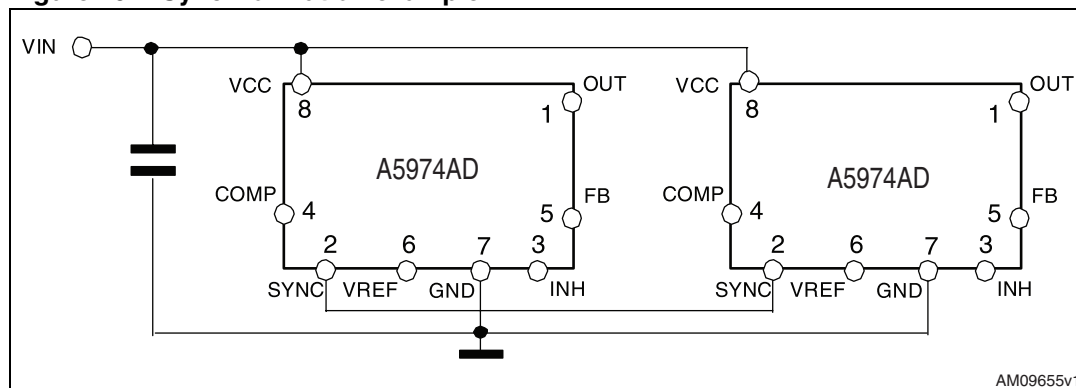 VIN
VCC
8
OUT
1
A5974AD
COMP
4
FB
5
2
6
7
3
SYNC
VREF
GND
INH
VCC
8
OUT
1
A5974AD
COMP
4
FB
5
2
6
7
3
SYNC
VREF
GND
INH
AM09655v1